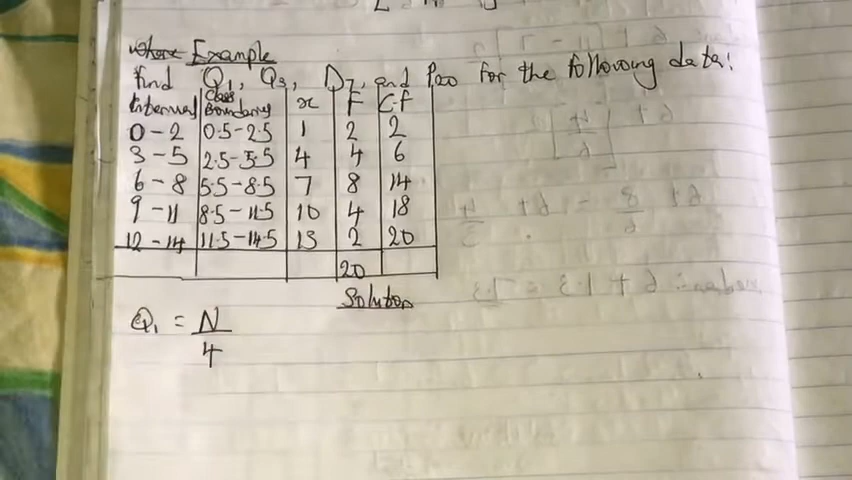 Example
Find Q1, Q3, D7, and P20 for the following data:
Interval | Class Boundaries | x | F | C.F
0 - 2 | 0.5 - 2.5 | 1 | 2 | 2
3 - 5 | 2.5 - 5.5 | 4 | 4 | 6
6 - 8 | 5.5 - 8.5 | 7 | 8 | 14
9 - 11 | 8.5 - 11.5 | 10 | 4 | 18
12 - 14 | 11.5 - 14.5 | 13 | 2 | 20
20
Solution
Q1 = N/4